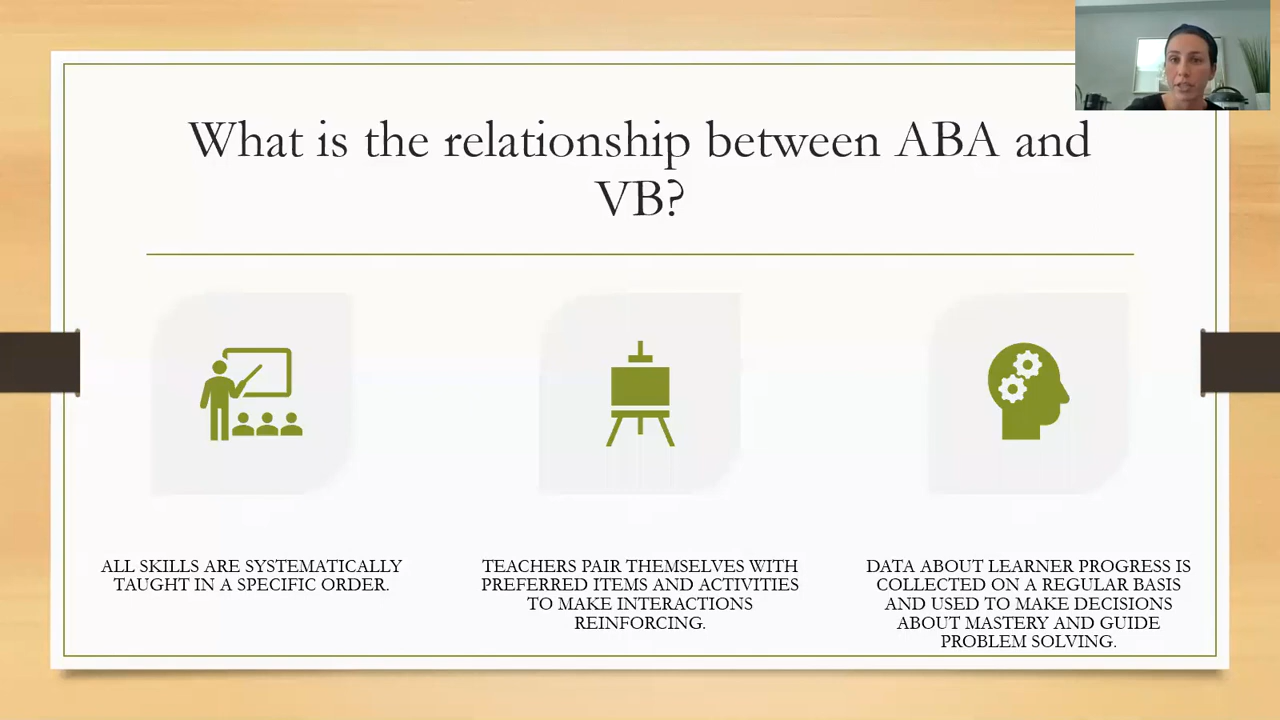 What is the relationship between ABA and
VB?
ALL SKILLS ARE SYSTEMATICALLY
TAUGHT IN A SPECIFIC ORDER.
TEACHERS PAIR THEMSELVES WITH
PREFERRED ITEMS AND ACTIVITIES
TO MAKE INTERACTIONS
REINFORCING.
DATA ABOUT LEARNER PROGRESS IS
COLLECTED ON A REGULAR BASIS
AND USED TO MAKE DECISIONS
ABOUT MASTERY AND GUIDE
PROBLEM SOLVING.